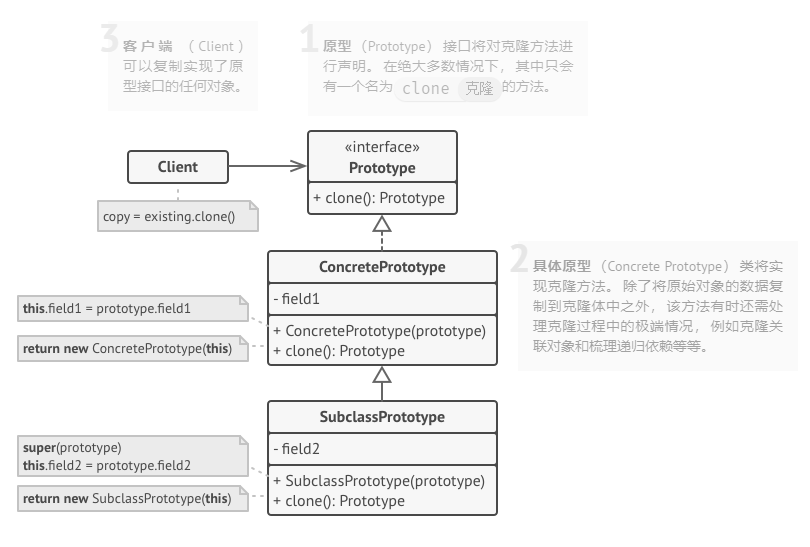 3 客户端 （Client）
可以复制实现了原
型接口的任何对象。
1 原型 （Prototype） 接口将对克隆方法进
行声明。 在绝大多数情况下， 其中只会
有一个名为 clone 克隆 的方法。
«interface»
Prototype
+ clone(): Prototype
Client
copy = existing.clone()
2 具体原型 （Concrete Prototype） 类将实
现克隆方法。 除了将原始对象的数据复
制到克隆体中之外， 该方法有时还需处
理克隆过程中的极端情况， 例如克隆关
联对象和梳理递归依赖等等。
ConcretePrototype
- field1
+ ConcretePrototype(prototype)
+ clone(): Prototype
this.field1 = prototype.field1
return new ConcretePrototype(this)
SubclassPrototype
- field2
+ SubclassPrototype(prototype)
+ clone(): Prototype
super(prototype)
this.field2 = prototype.field2
return new SubclassPrototype(this)